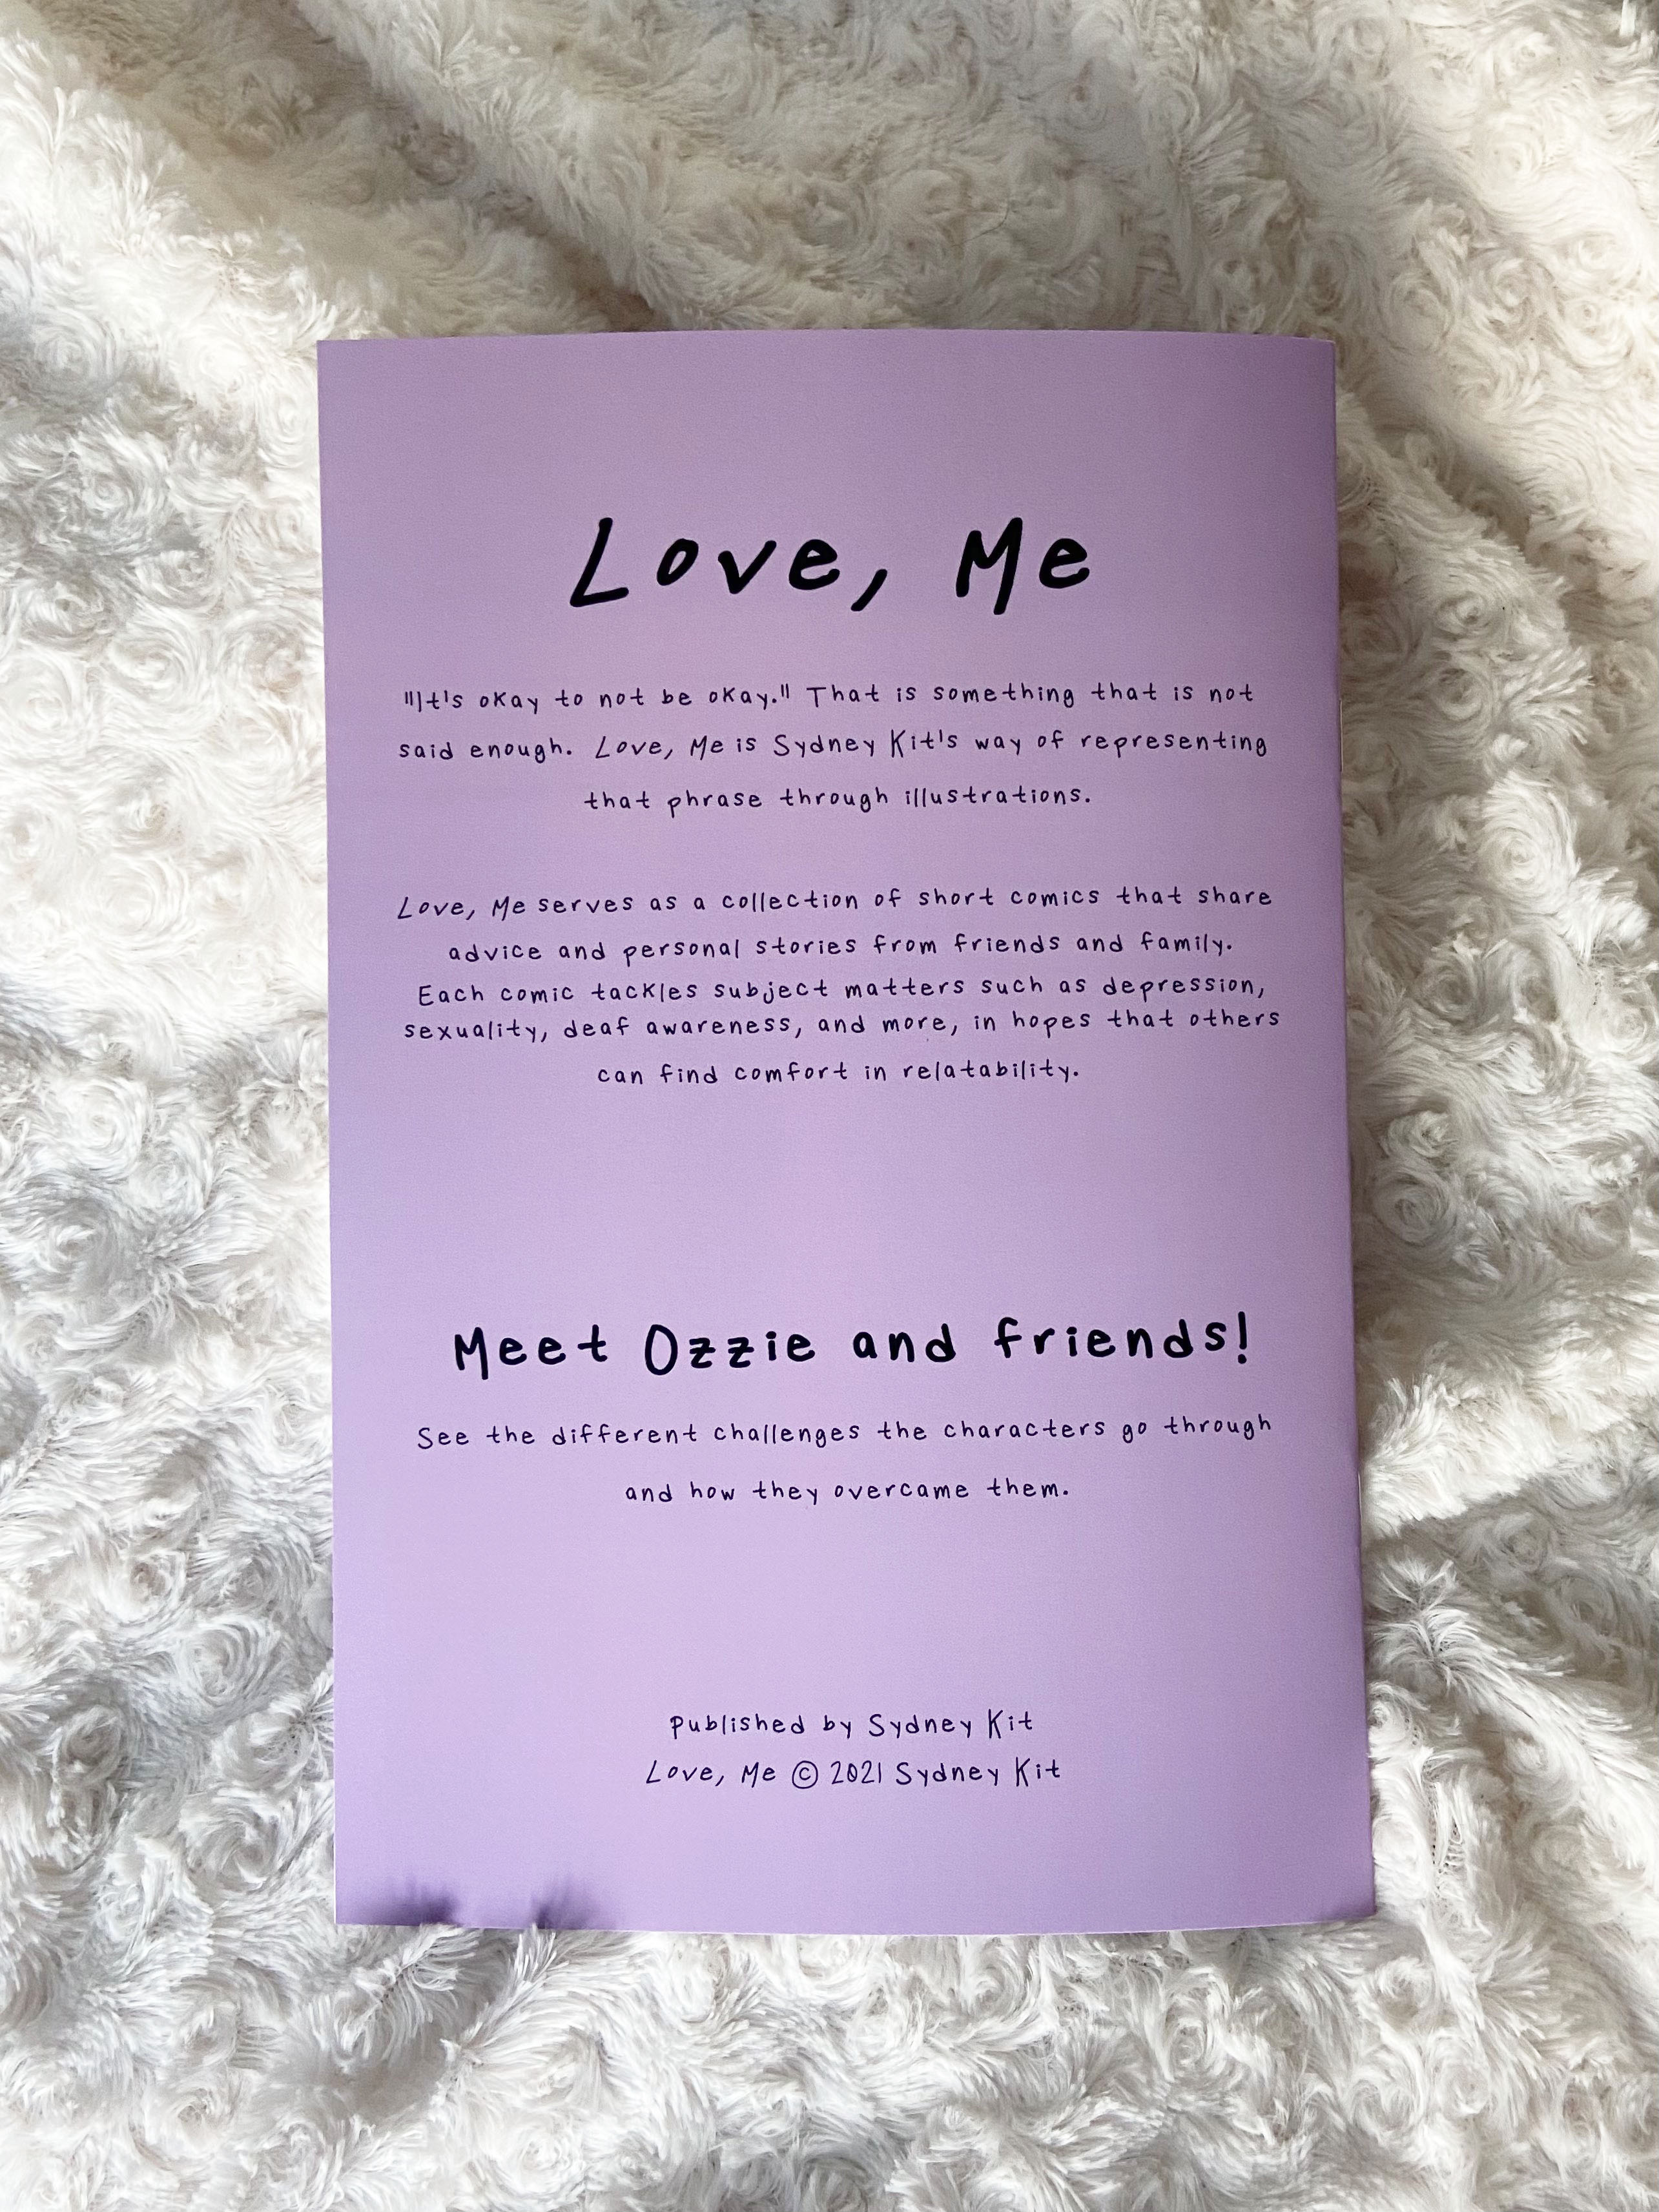 Love, Me
"It's okay to not be okay." That is something that is not
said enough. Love, Me is Sydney Kit's way of representing
that phrase through illustrations.
Love, Me serves as a collection of short comics that share
advice and personal stories from friends and family.
Each comic tackles subject matters such as depression,
sexuality, deaf awareness, and more, in hopes that others
can find comfort in relatability.
Meet Ozzie and friends!
See the different challenges the characters go through
and how they overcame them.
Published by Sydney Kit
Love, Me © 2021 Sydney Kit